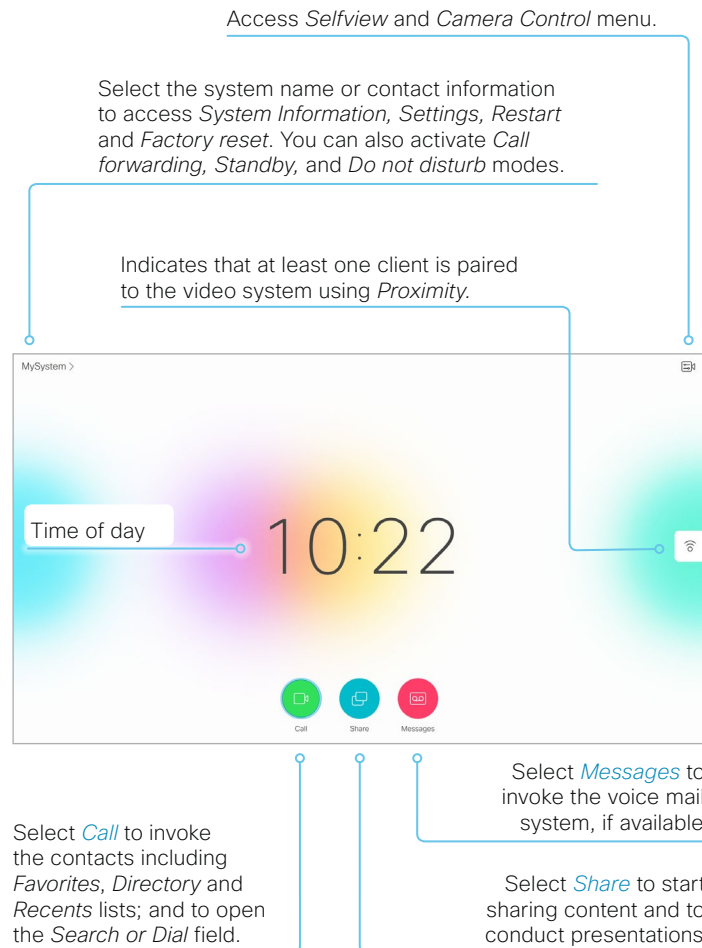 Access Selfview and Camera Control menu.
Select the system name or contact information
to access System Information, Settings, Restart
and Factory reset. You can also activate Call
forwarding, Standby, and Do not disturb modes.
Indicates that at least one client is paired
to the video system using Proximity.
MySystem >
Time of day
10:22
Call
Share
Messages
Select Messages to
invoke the voice mail
system, if available
Select Call to invoke
the contacts including
Favorites, Directory and
Recents lists; and to open
the Search or Dial field.
Select Share to start
sharing content and to
conduct presentations